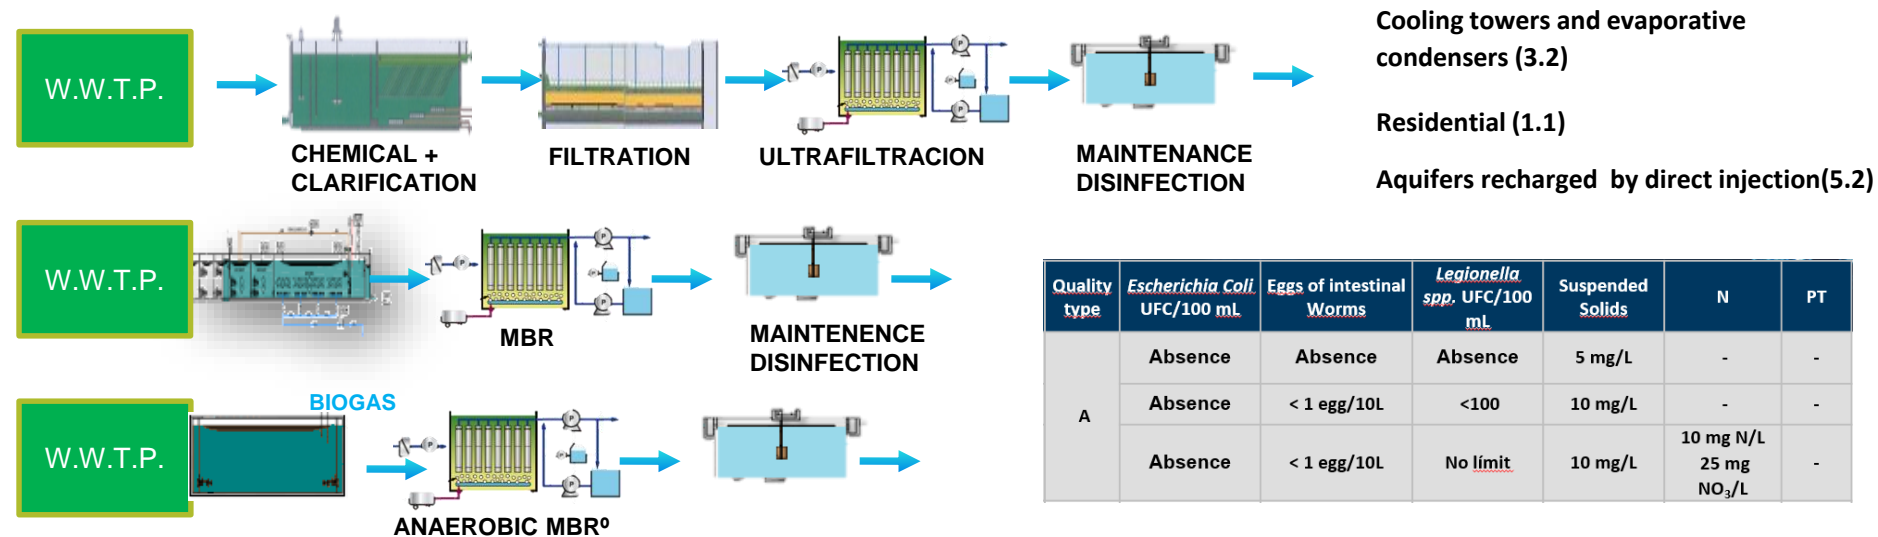 W.W.T.P.
CHEMICAL +
CLARIFICATION
FILTRATION
ULTRAFILTRACION
MAINTENANCE
DISINFECTION
Cooling towers and evaporative
condensers (3.2)
Residential (1.1)
Aquifers recharged by direct injection(5.2)
W.W.T.P.
MBR
MAINTENENCE
DISINFECTION
W.W.T.P.
BIOGAS
ANAEROBIC MBRº
Quality
type
Escherichia Coli
UFC/100 mL
Eggs of intestinal
Worms
Legionella
spp. UFC/100
mL
Suspended
Solids
N
PT
A
Absence
Absence
Absence
5 mg/L
-
-
Absence
< 1 egg/10L
<100
10 mg/L
-
-
Absence
< 1 egg/10L
No límit
10 mg/L
10 mg N/L
25 mg
NO₃/L
-